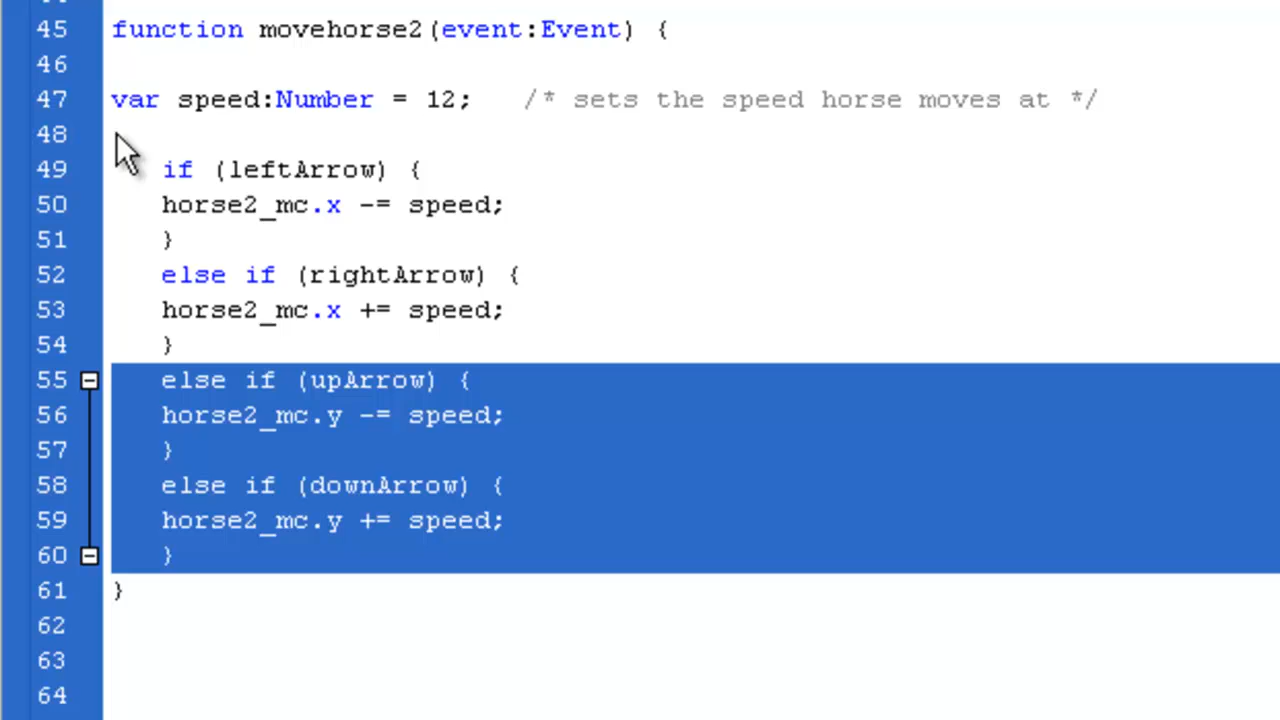 45 function movehorse2(event:Event) {
46
47 var speed:Number = 12; /* sets the speed horse moves at */
48
49 if (leftArrow) {
50 horse2_mc.x -= speed;
51 }
52 else if (rightArrow) {
53 horse2_mc.x += speed;
54 }
55 else if (upArrow) {
56 horse2_mc.y -= speed;
57 }
58 else if (downArrow) {
59 horse2_mc.y += speed;
60 }
61 }
62
63
64